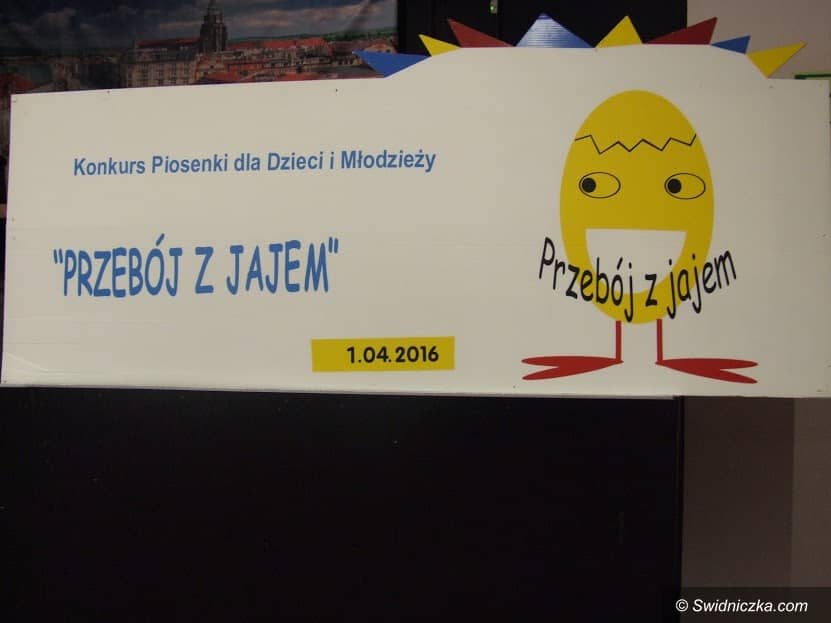 Konkurs Piosenki dla Dzieci i Młodzieży
"PRZEBÓJ Z JAJEM"
Przebój z jajem
1.04.2016
© Swidniczka.com